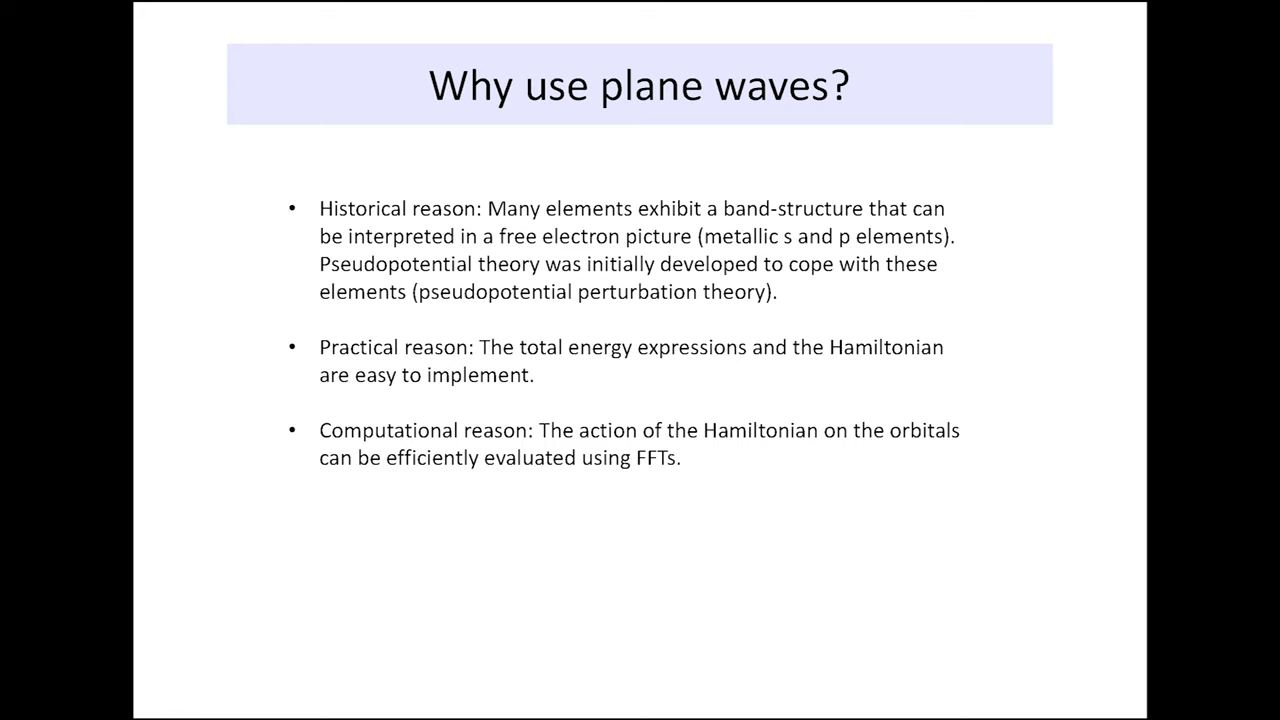 Why use plane waves?
• Historical reason: Many elements exhibit a band-structure that can
be interpreted in a free electron picture (metallic s and p elements).
Pseudopotential theory was initially developed to cope with these
elements (pseudopotential perturbation theory).
• Practical reason: The total energy expressions and the Hamiltonian
are easy to implement.
• Computational reason: The action of the Hamiltonian on the orbitals
can be efficiently evaluated using FFTs.